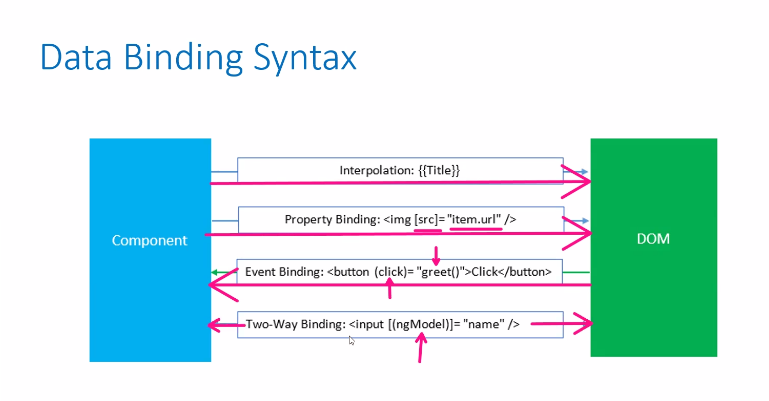 Data Binding Syntax
Interpolation: {{Title}}
Property Binding: <img [src]= "item.url" />
Component
DOM
Event Binding: <button (click)= "greet()">Click</button>
Two-Way Binding: <input [(ngModel)]= "name" />